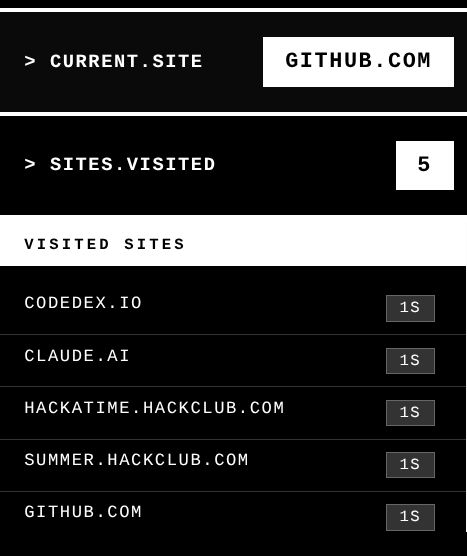 > CURRENT.SITE GITHUB.COM
> SITES.VISITED 5
VISITED SITES
CODEDEX.IO 1S
CLAUDE.AI 1S
HACKATIME.HACKCLUB.COM 1S
SUMMER.HACKCLUB.COM 1S
GITHUB.COM 1S